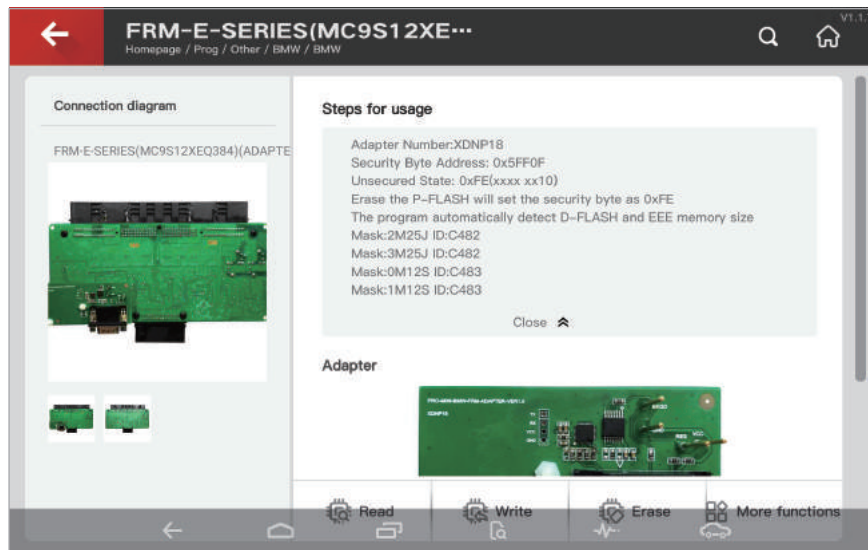 FRM-E-SERIES(MC9S12XE···
V1.1.
Homepage / Prog / Other / BMW / BMW
Connection diagram
FRM-E-SERIES(MC9S12XEQ384)(ADAPTE
Steps for usage
Adapter Number:XDNP18
Security Byte Address: 0x5FF0F
Unsecured State: 0xFE(xxxx xx10)
Erase the P-FLASH will set the security byte as 0xFE
The program automatically detect D-FLASH and EEE memory size
Mask:2M25J ID:C482
Mask:3M25J ID:C482
Mask:0M12S ID:C483
Mask:1M12S ID:C483
Close
Adapter
XDNP18
VCC
Read
Write
Erase
More functions